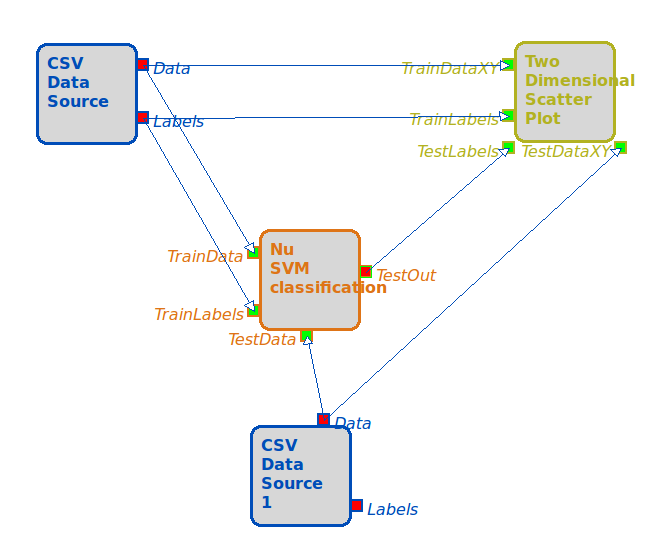 CSV
Data
Source
Data
Labels
TrainDataXY
TrainLabels
TestLabels
TestDataXY
Two
Dimensional
Scatter
Plot
TrainData
TrainLabels
TestData
Nu
SVM
classification
TestOut
Data
CSV
Data
Source
1
Labels